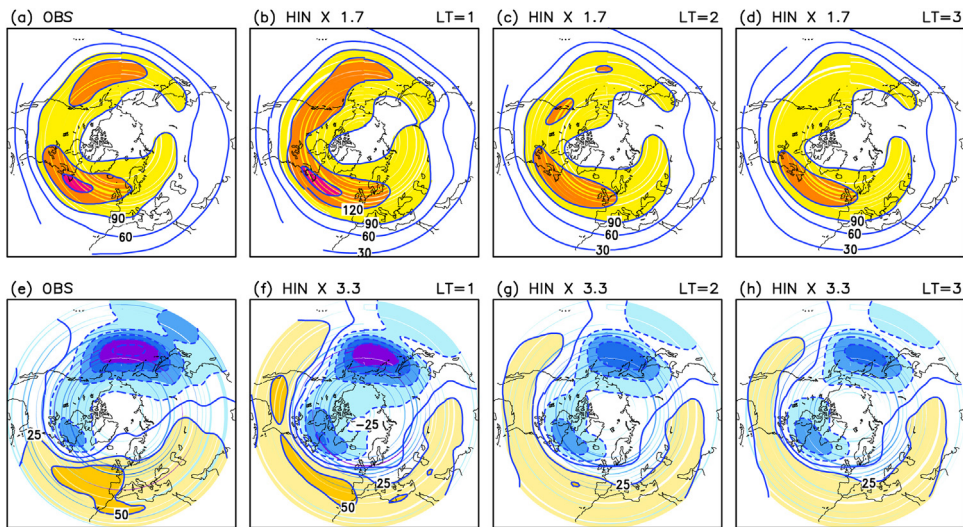 (a) OBS
(b) HIN X 1.7 LT=1
(c) HIN X 1.7 LT=2
(d) HIN X 1.7 LT=3
90
60
120
90
60
30
90
60
30
90
60
30
(e) OBS
(f) HIN X 3.3 LT=1
(g) HIN X 3.3 LT=2
(h) HIN X 3.3 LT=3
25
50
-25
25
50
25
25